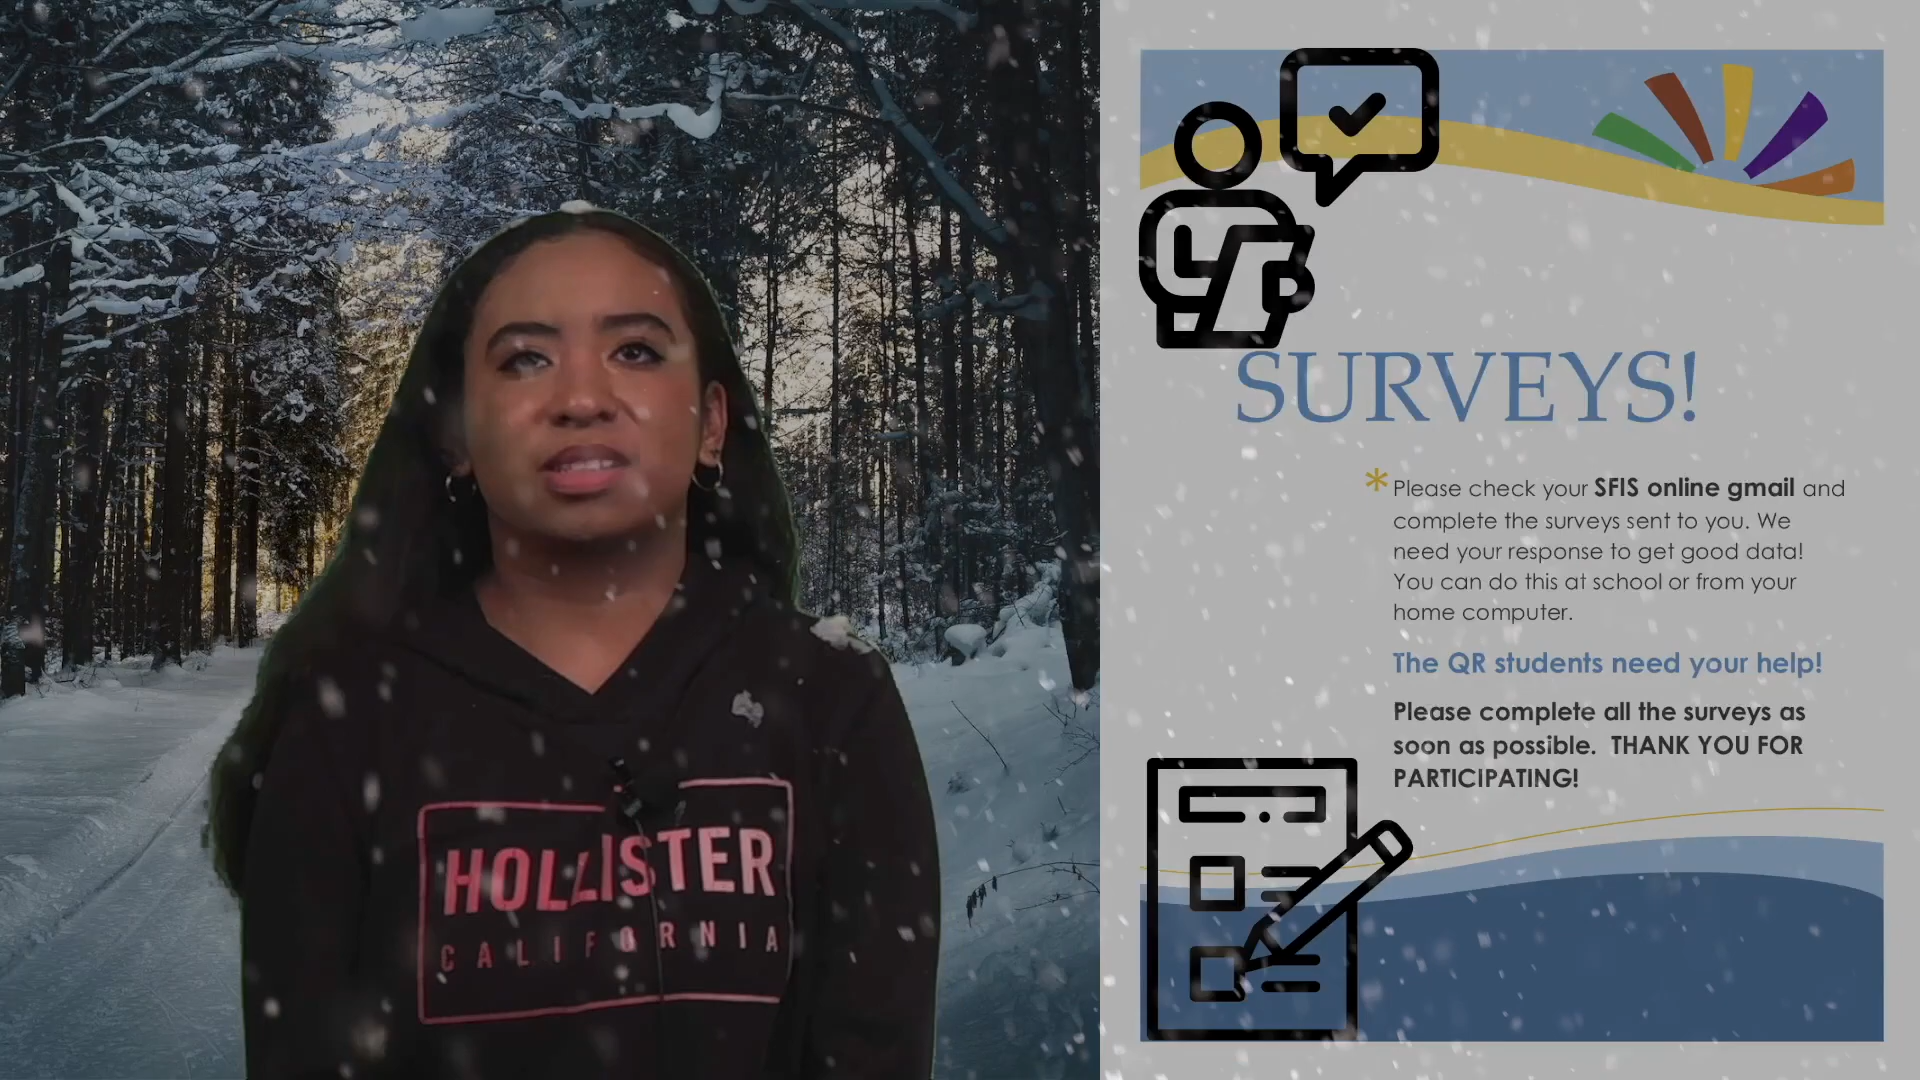 HOLLISTER
CALIFORNIA
SURVEYS!
* Please check your SFIS online gmail and
complete the surveys sent to you. We
need your response to get good data!
You can do this at school or from your
home computer.
The QR students need your help!
Please complete all the surveys as
soon as possible.  THANK YOU FOR
PARTICIPATING!